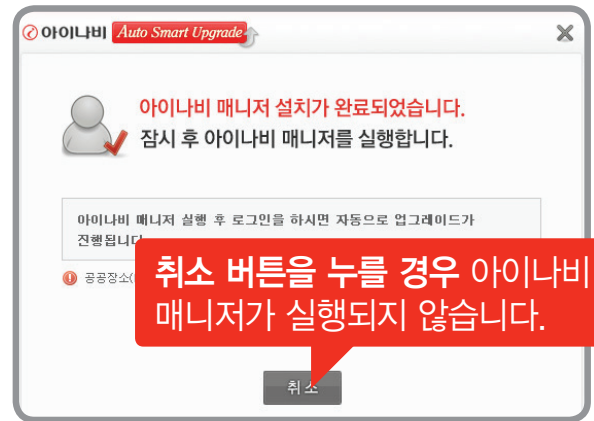 아이나비 Auto Smart Upgrade
아이나비 매니저 설치가 완료되었습니다.
잠시 후 아이나비 매니저를 실행합니다.
아이나비 매니저 실행 후 로그인을 하시면 자동으로 업그레이드가
진행됩니다
공공장소(
취소 버튼을 누를 경우 아이나비
매니저가 실행되지 않습니다.
취소